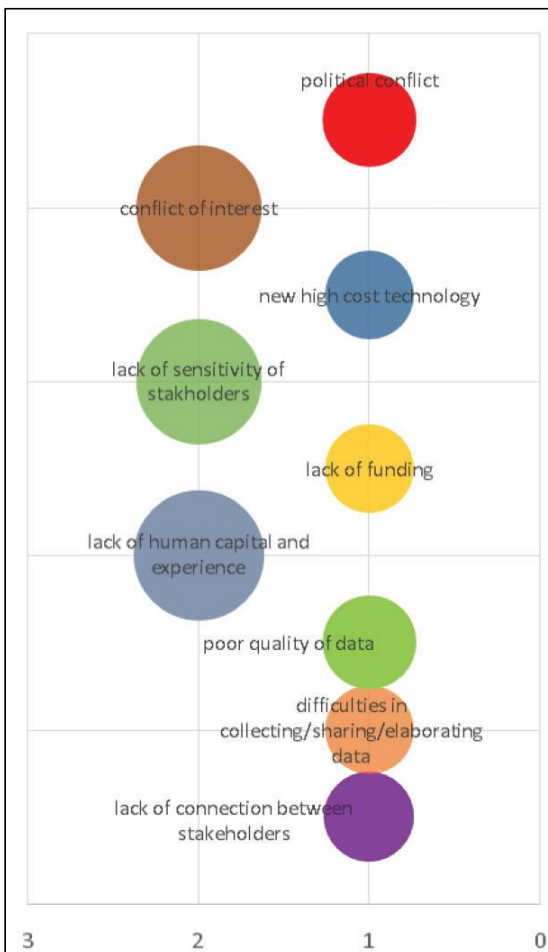 political conflict
conflict of interest
new high cost technology
lack of sensitivity of
stakholders
lack of funding
lack of human capital and
experience
poor quality of data
difficulties in
collecting/sharing/elaborating
data
lack of connection between
stakeholders
3 2 1 0